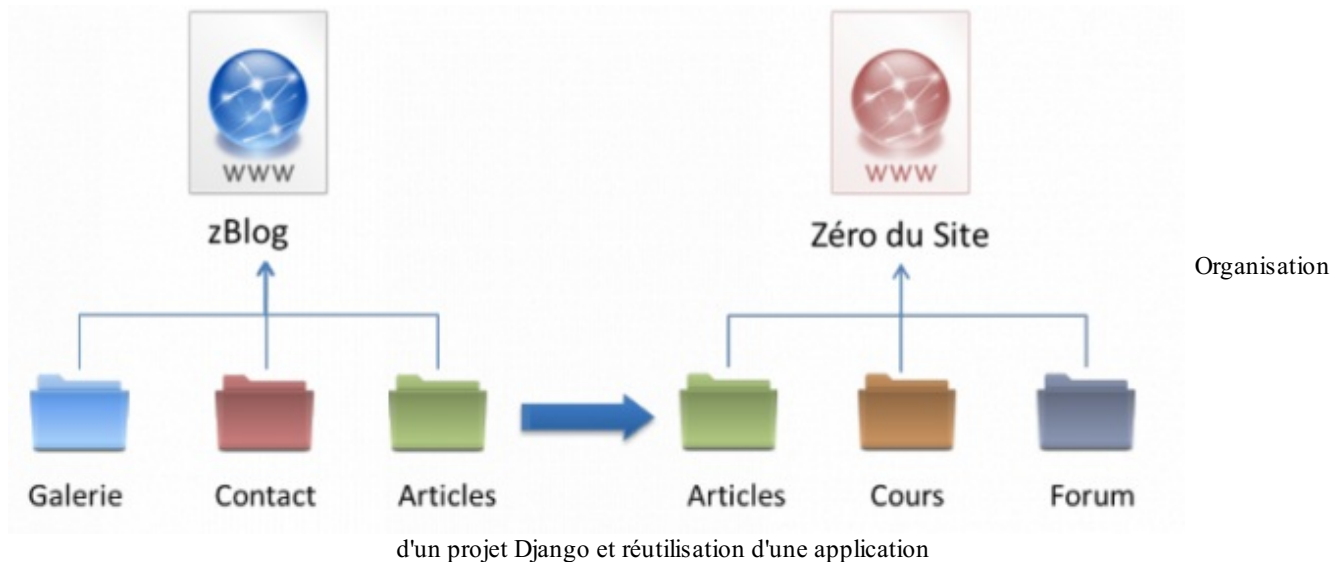 WWW WWW
zBlog Zéro du Site
Organisation
Galerie Contact Articles Articles Cours Forum
d'un projet Django et réutilisation d'une application